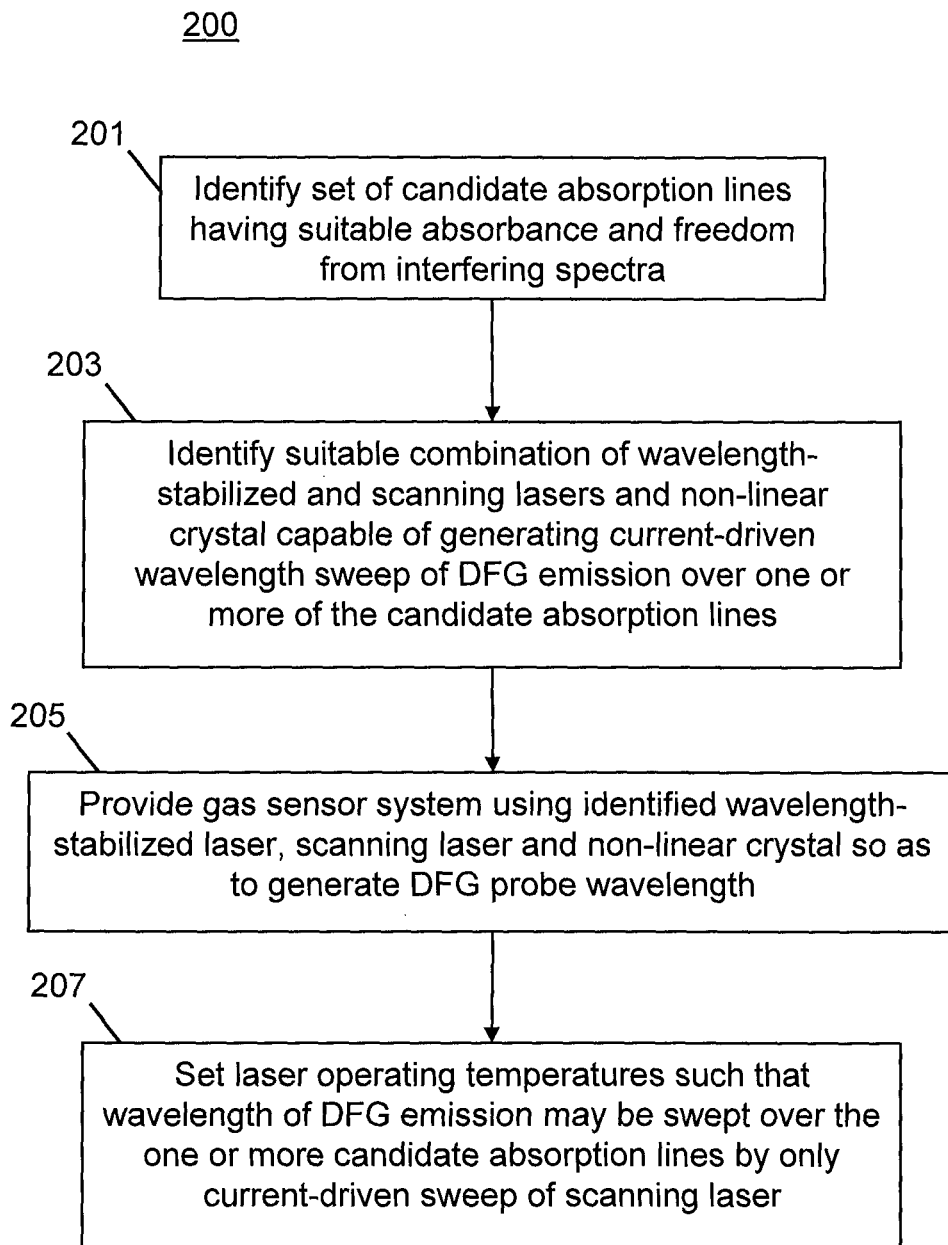 200
201
Identify set of candidate absorption lines
having suitable absorbance and freedom
from interfering spectra
203
Identify suitable combination of wavelength-
stabilized and scanning lasers and non-linear
crystal capable of generating current-driven
wavelength sweep of DFG emission over one or
more of the candidate absorption lines
205
Provide gas sensor system using identified wavelength-
stabilized laser, scanning laser and non-linear crystal so as
to generate DFG probe wavelength
207
Set laser operating temperatures such that
wavelength of DFG emission may be swept over the
one or more candidate absorption lines by only
current-driven sweep of scanning laser